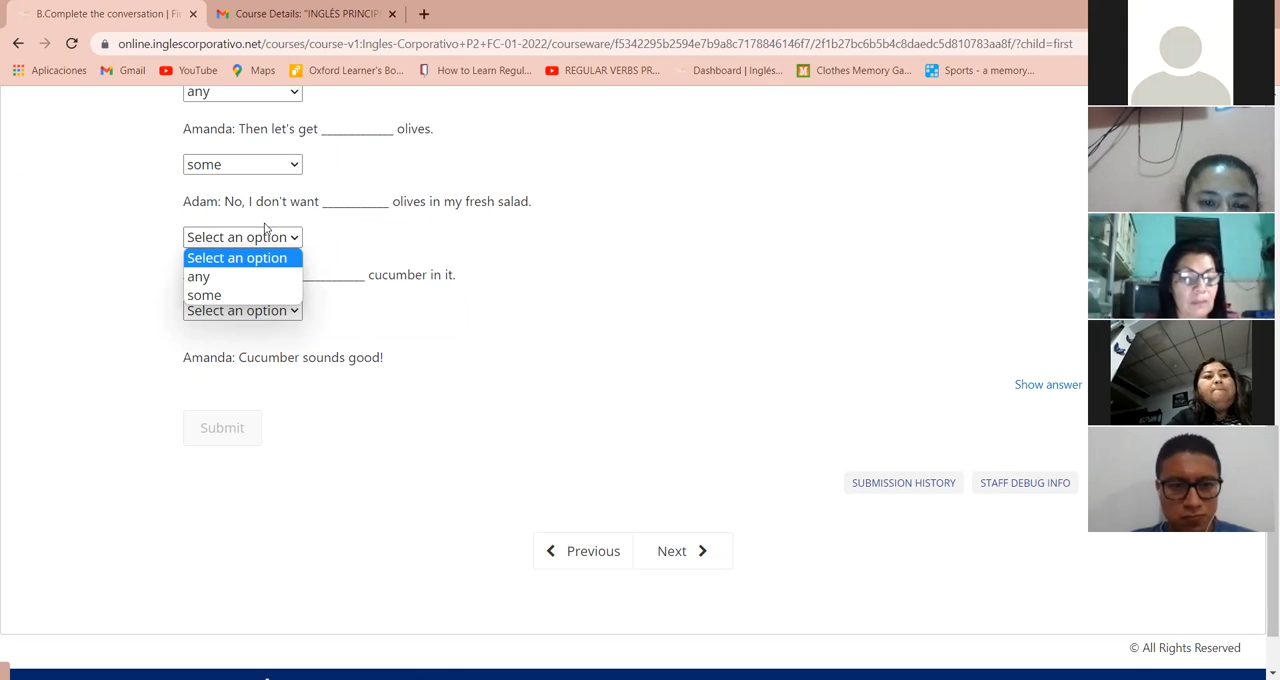 B.Complete the conversation | Fi
Course Details: "INGLÉS PRINCIP
online.inglescorporativo.net/courses/course-v1:Ingles-Corporativo+P2+FC-01-2022/courseware/f5342295b2594e7b9a8c7178846146f7/2f1b27bc6b5b4c8daedc5d810783aa8f/?child=first
Aplicaciones Gmail YouTube Maps Oxford Learner's Bo... How to Learn Regul... REGULAR VERBS PR... Dashboard | Inglés... Clothes Memory Ga... Sports - a memory...
any
Amanda: Then let's get ____________ olives.
some
Adam: No, I don't want ___________ olives in my fresh salad.
Select an option
Select an option
any
__________ cucumber in it.
some
Select an option
Amanda: Cucumber sounds good!
Show answer
Submit
SUBMISSION HISTORY STAFF DEBUG INFO
Previous Next
© All Rights Reserved